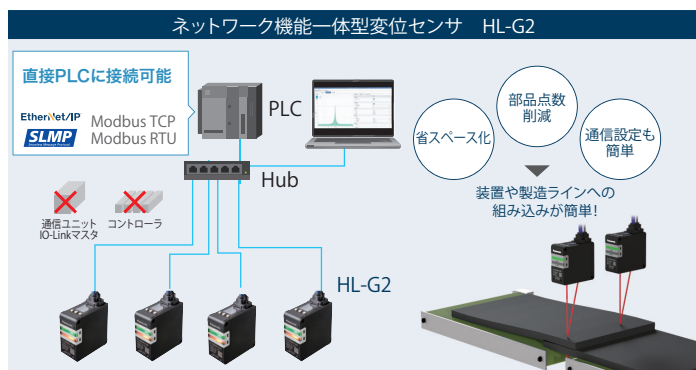 ネットワーク機能一体型変位センサ HL-G2
直接PLCに接続可能
EtherNet/IP
SLMP
Modbus TCP
Modbus RTU
PLC
Hub
通信ユニット
IO-Linkマスタ
コントローラ
HL-G2
省スペース化
部品点数
削減
通信設定も
簡単
装置や製造ラインへの
組み込みが簡単!